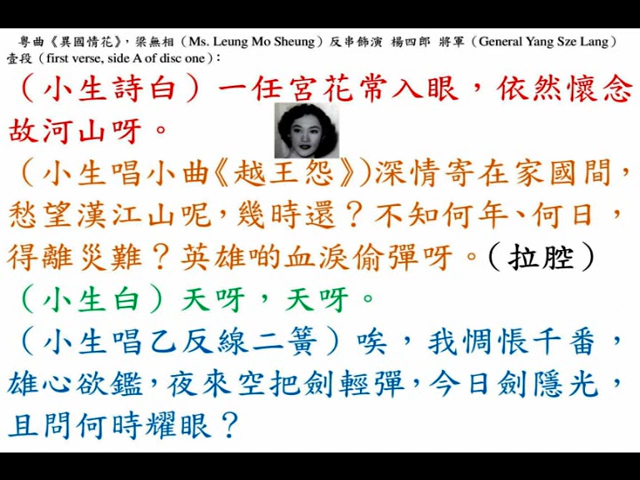 粵曲《異國情花》，梁無相（Ms. Leung Mo Sheung）反串飾演 楊四郎 將軍（General Yang Sze Lang）
壹段（first verse, side A of disc one）：
（小生詩白）一任宮花常入眼，依然懷念
故河山呀。
（小生唱小曲《越王怨》)深情寄在家國間，
愁望漢江山呢，幾時還？不知何年、何日，
得離災難？英雄啲血淚偷彈呀。（拉腔）
（小生白）天呀，天呀。
（小生唱乙反線二簧）唉，我惆悵千番，
雄心欲鑑，夜來空把劍輕彈，今日劍隱光，
且問何時耀眼？